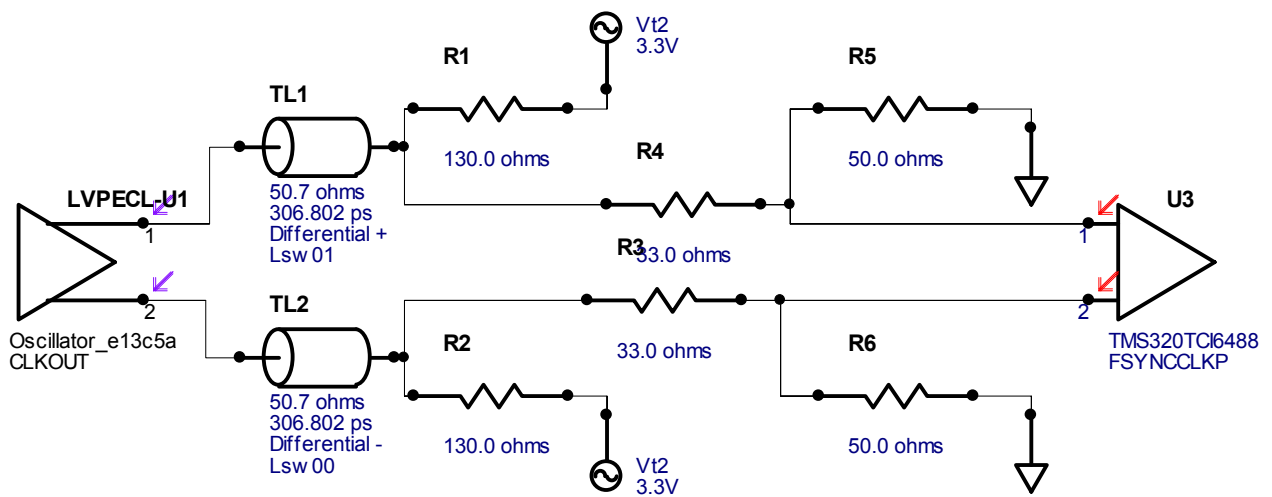 Vt2
3.3V
R1
R5
TL1
130.0 ohms
R4
50.0 ohms
LVPECL-U1
50.7 ohms
306.802 ps
Differential +
Lsw 01
U3
1
R3
33.0 ohms
1
2
TL2
2
Oscillator_e13c5a
CLKOUT
R2
33.0 ohms
R6
TMS320TCI6488
FSYNCCLKP
50.7 ohms
306.802 ps
Differential -
Lsw 00
130.0 ohms
50.0 ohms
Vt2
3.3V